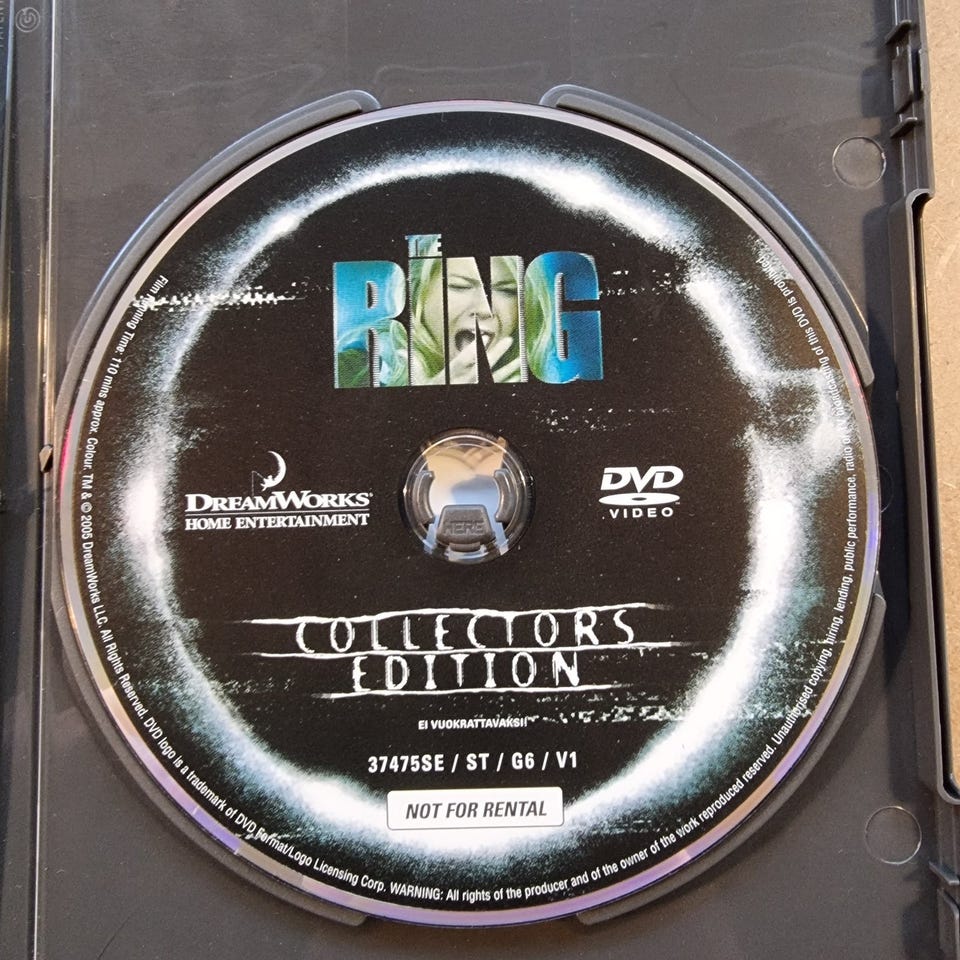 THE
RING
DREAMWORKS
HOME ENTERTAINMENT
DVD
VIDEO
HERE
COLLECTORS
EDITION
EI VUOKRATTAVAKSI!
37475SE / ST / G6 / V1
NOT FOR RENTAL
Film Running Time: 110 mins approx. Colour. TM & © 2005 DreamWorks LLC. All Rights Reserved. DVD logo is a trademark of DVD Format/Logo Licensing Corp. WARNING: All rights of the producer and of the owner of the work reproduced reserved. Unauthorised copying, hiring, lending, public performance, radio or broadcasting of this DVD is prohibited.